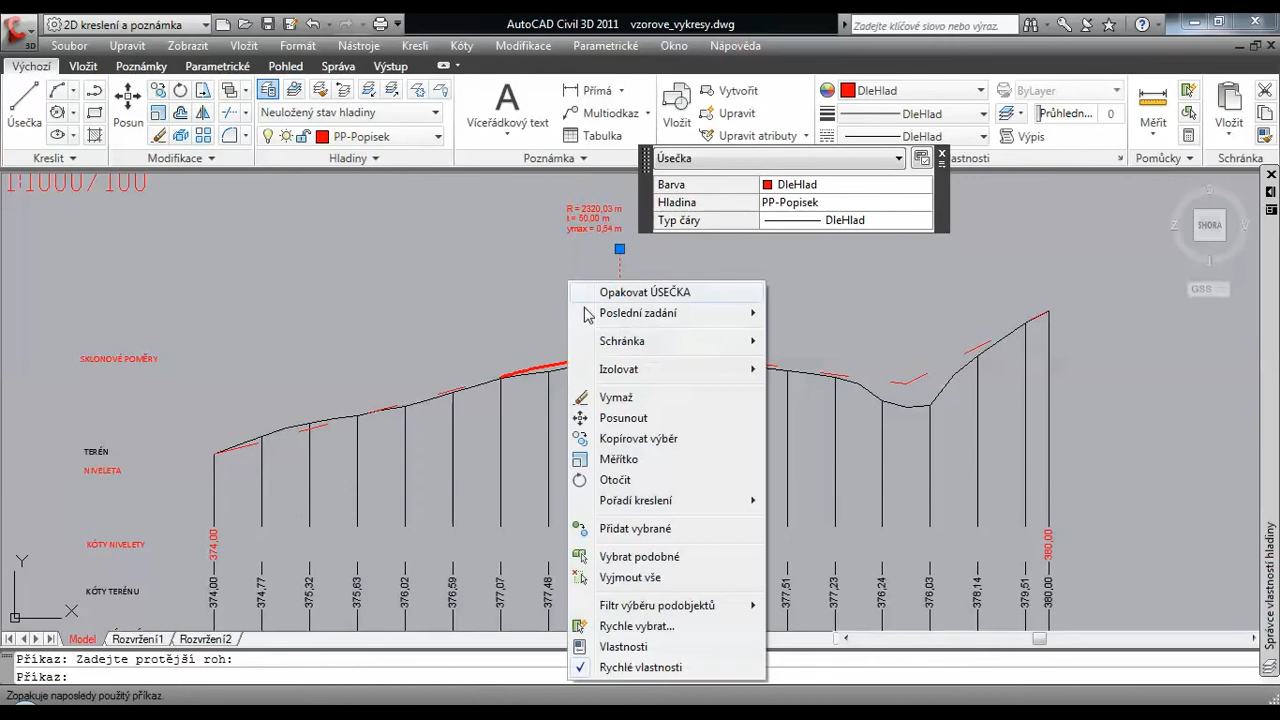 2D kreslení a poznámka
AutoCAD Civil 3D 2011 vzorove_vykresy.dwg
Zadejte klíčové slovo nebo výraz.
3D
Soubor Upravit Zobrazit Vložit Formát Nástroje Kresli Kóty Modifikace Parametrické Okno Nápověda
Výchozí Vložit Poznámky Parametrické Pohled Správa Výstup
Úsečka
Kreslit
Modifikace
Neuložený stav hladiny
PP-Popisek
Hladiny
Víceřádkový text
Přímá
Multiodkaz
Tabulka
Poznámka
Vložit
Vytvořit
Upravit
Upravit atributy
DleHlad
DleHlad
DleHlad
ByLayer
Průhlednm... 0
Výpis
lastnosti
Měřit
Pomůcky
Vložit
Schránka
Úsečka
Barva DleHlad
Hladina PP-Popisek
Typ čáry DleHlad
1:1000/100
R = 2320,03 m
t = 50,00 m
ymax = 0,54 m
S
SHORA
Z V
GSS
Opakovat ÚSEČKA
Poslední zadání
Schránka
Izolovat
Vymaž
Posunout
Kopírovat výběr
Měřítko
Otočit
Pořadí kreslení
Přidat vybrané
Vybrat podobné
Vyjmout vše
Filtr výběru podobjektů
Rychle vybrat...
Vlastnosti
Rychlé vlastnosti
SKLONOVÉ POMĚRY
TERÉN
NIVELETA
KÓTY NIVELETY
374,00 380,00
KÓTY TERÉNU
374,00 374,77 375,32 375,63 376,02 376,59 377,07 377,48 377,51 377,23 376,24 376,03 378,14 379,51 380,00
Y
X
Model Rozvržení1 Rozvržení2
Příkaz: Zadejte protější roh:
Příkaz:
Zopakuje naposledy použitý příkaz.
Správce vlastností sady listů